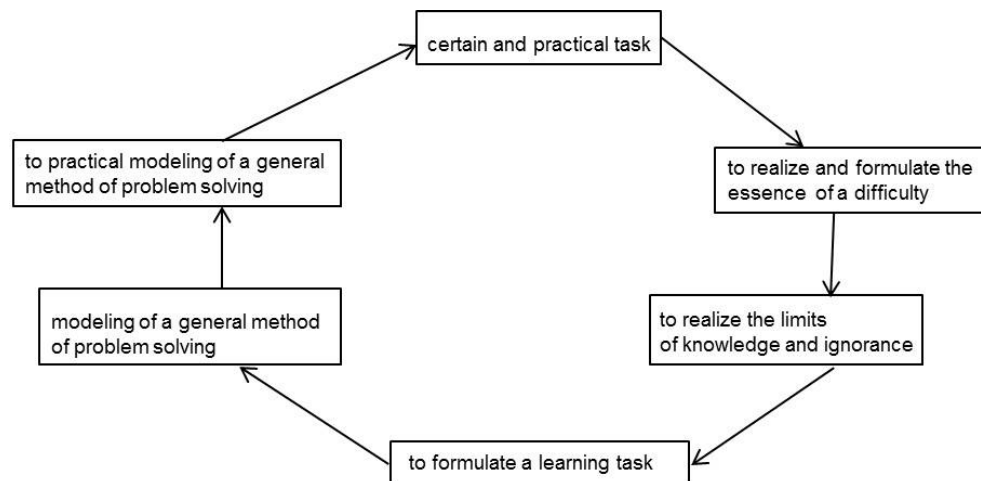 certain and practical task
to realize and formulate the
essence of a difficulty
to realize the limits
of knowledge and ignorance
to formulate a learning task
modeling of a general method
of problem solving
to practical modeling of a general
method of problem solving